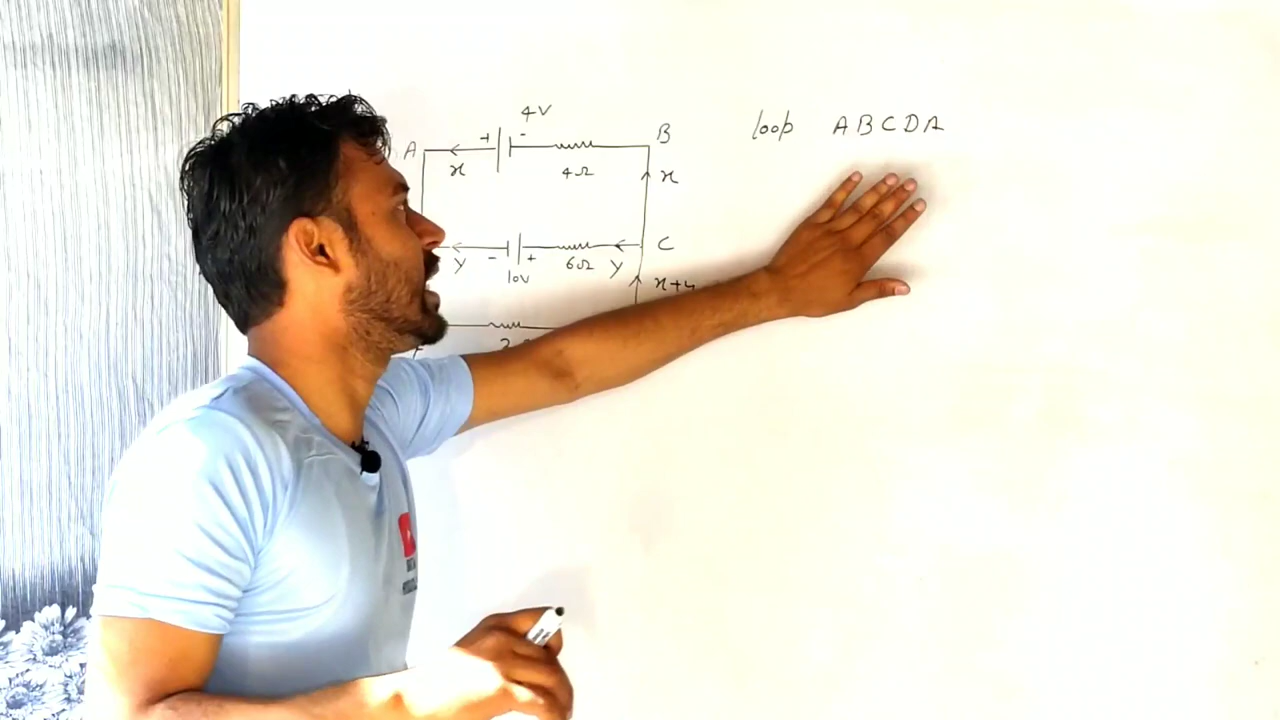 loop ABCDA
4V
A + - B
x 4Ω x
C
Y - + 6Ω Y
10V
x+y